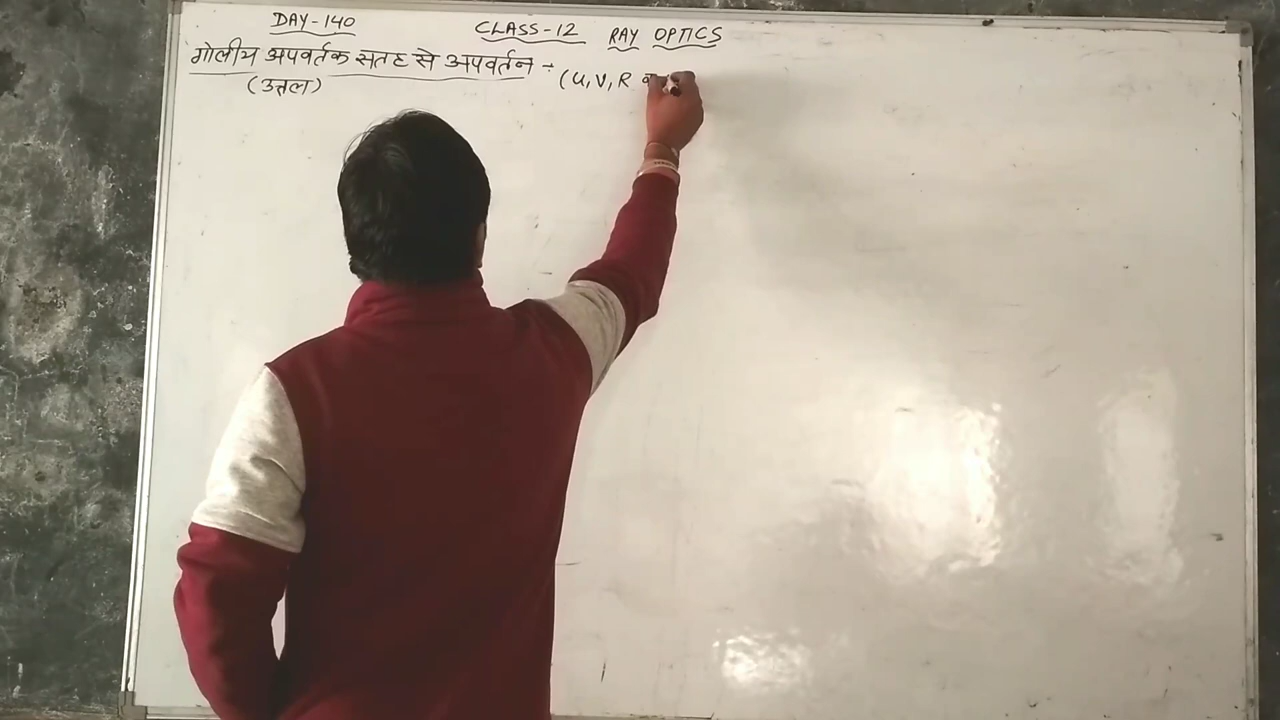 DAY-140 CLASS-12 RAY OPTICS
गोलीय अपवर्तक सतह से अपवर्तन ÷ (u, v, R
(उत्तल)